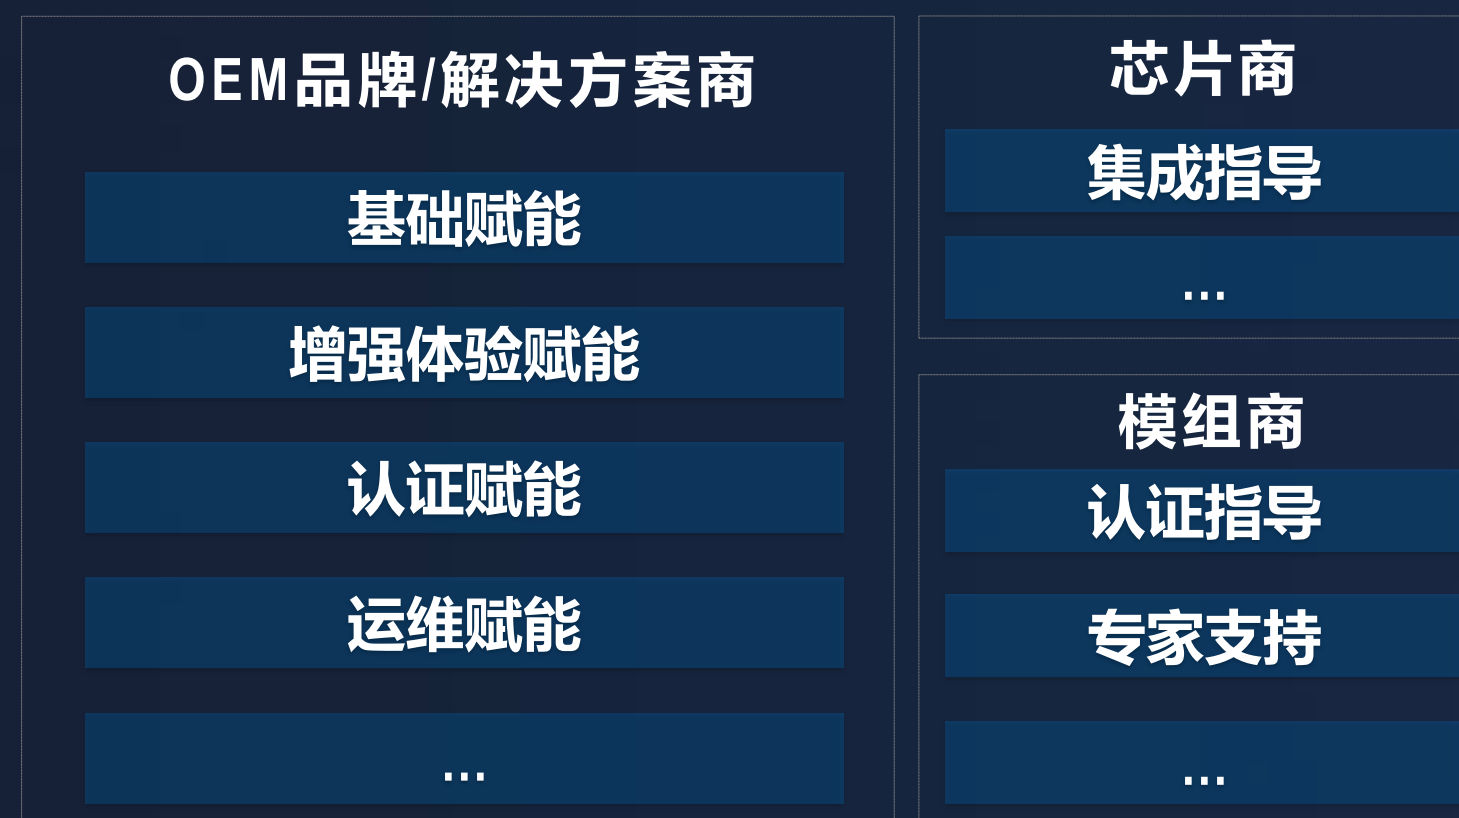 OEM品牌/解决方案商
基础赋能
增强体验赋能
认证赋能
运维赋能
...
芯片商
集成指导
...
模组商
认证指导
专家支持
...